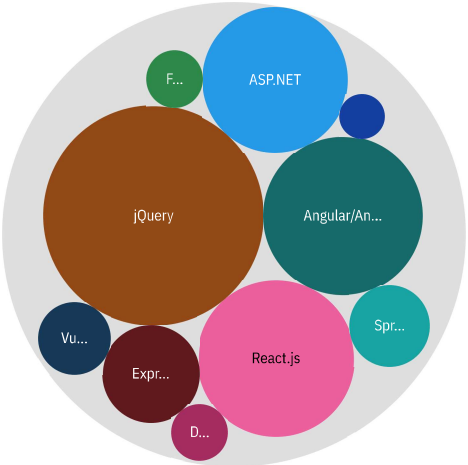 F...
ASP.NET
jQuery
Angular/An...
Spr...
Vu...
React.js
Expr...
D...